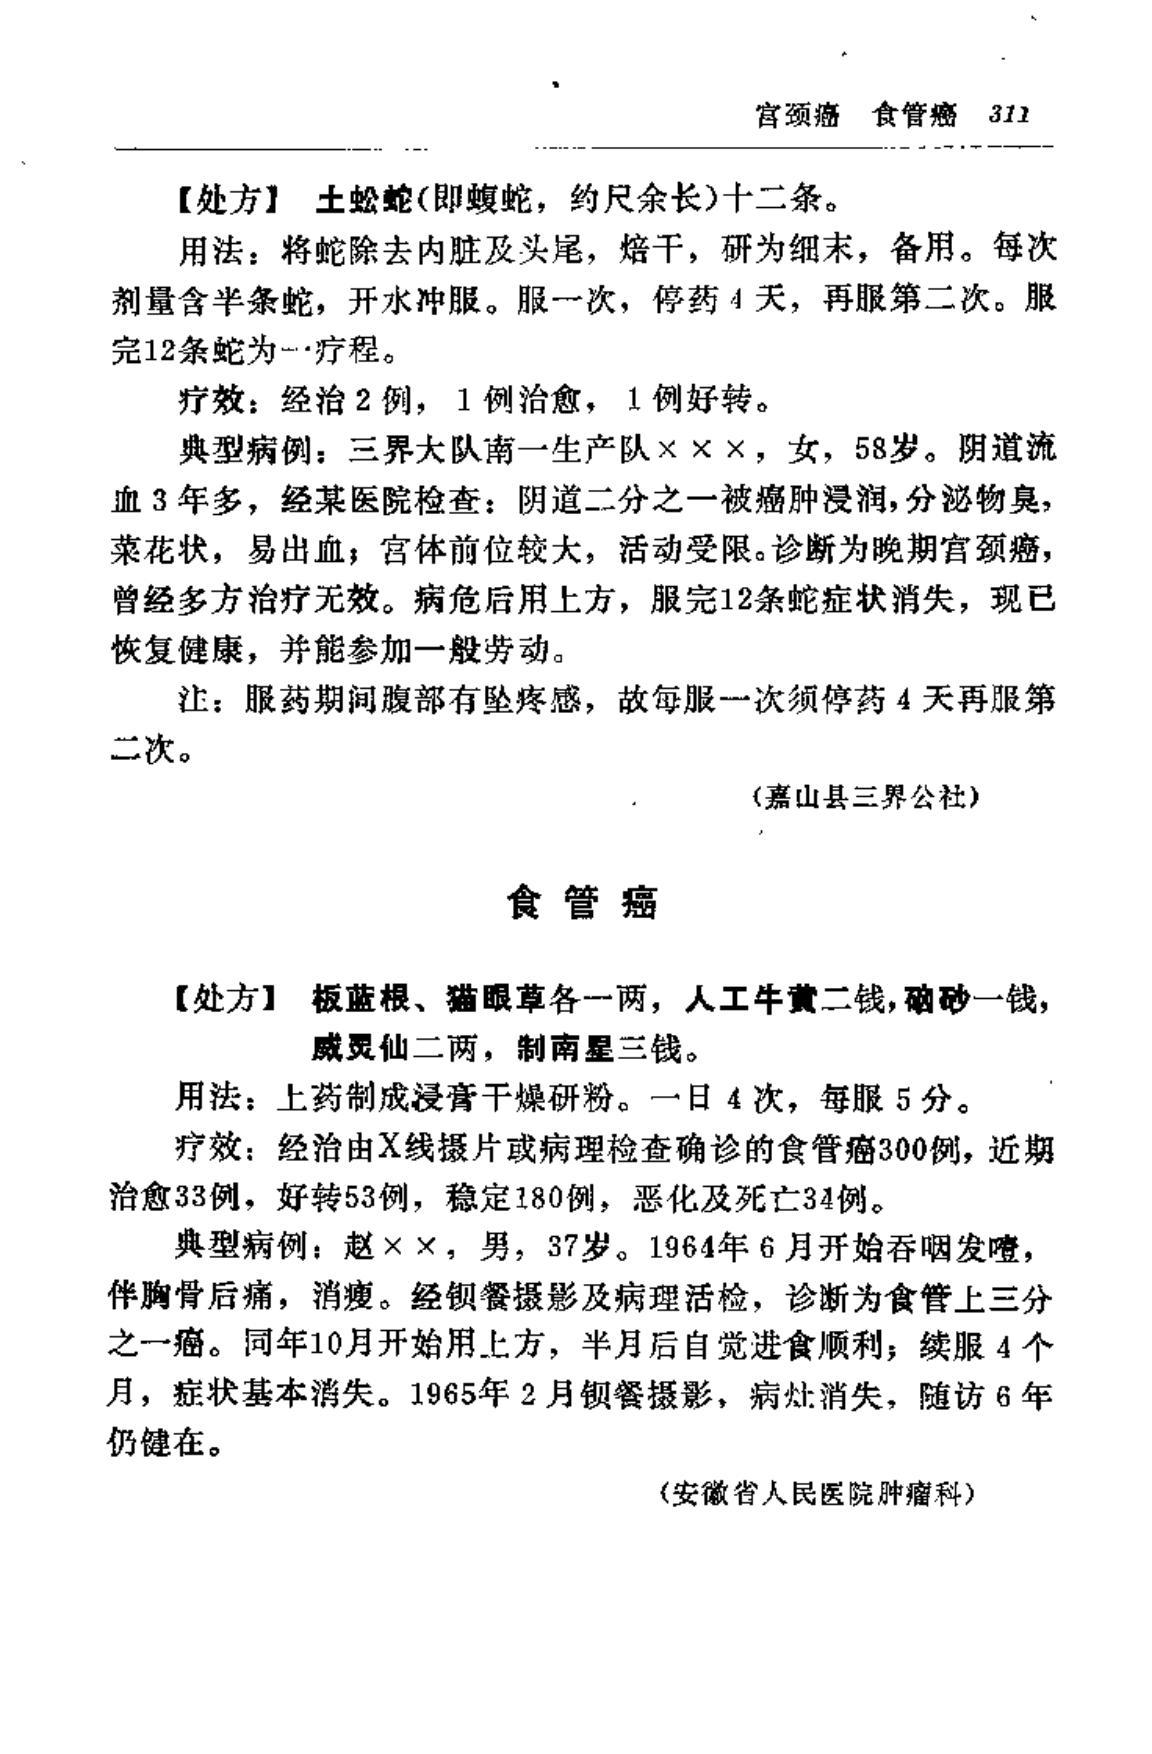 宫颈癌　食管癌　311
【处方】　土蚣蛇(即蝮蛇，约尺余长)十二条。
用法：将蛇除去内脏及头尾，焙干，研为细末，备用。每次
剂量含半条蛇，开水冲服。服一次，停药4天，再服第二次。服
完12条蛇为一疗程。
疗效：经治2例，1例治愈，1例好转。
典型病例：三界大队南一生产队×××，女，58岁。阴道流
血3年多，经某医院检查：阴道二分之一被癌肿浸润，分泌物臭，
菜花状，易出血；宫体前位较大，活动受限。诊断为晚期宫颈癌，
曾经多方治疗无效。病危后用上方，服完12条蛇症状消失，现已
恢复健康，并能参加一般劳动。
注：服药期间腹部有坠疼感，故每服一次须停药4天再服第
二次。
(嘉山县三界公社)
食管癌
【处方】　板蓝根、猫眼草各一两，人工牛黄二钱，硇砂一钱，
威灵仙二两，制南星三钱。
用法：上药制成浸膏干燥研粉。一日4次，每服5分。
疗效：经治由X线摄片或病理检查确诊的食管癌300例，近期
治愈33例，好转53例，稳定180例，恶化及死亡34例。
典型病例：赵××，男，37岁。1964年6月开始吞咽发噎，
伴胸骨后痛，消瘦。经钡餐摄影及病理活检，诊断为食管上三分
之一癌。同年10月开始用上方，半月后自觉进食顺利；续服4个
月，症状基本消失。1965年2月钡餐摄影，病灶消失，随访6年
仍健在。
(安徽省人民医院肿瘤科)